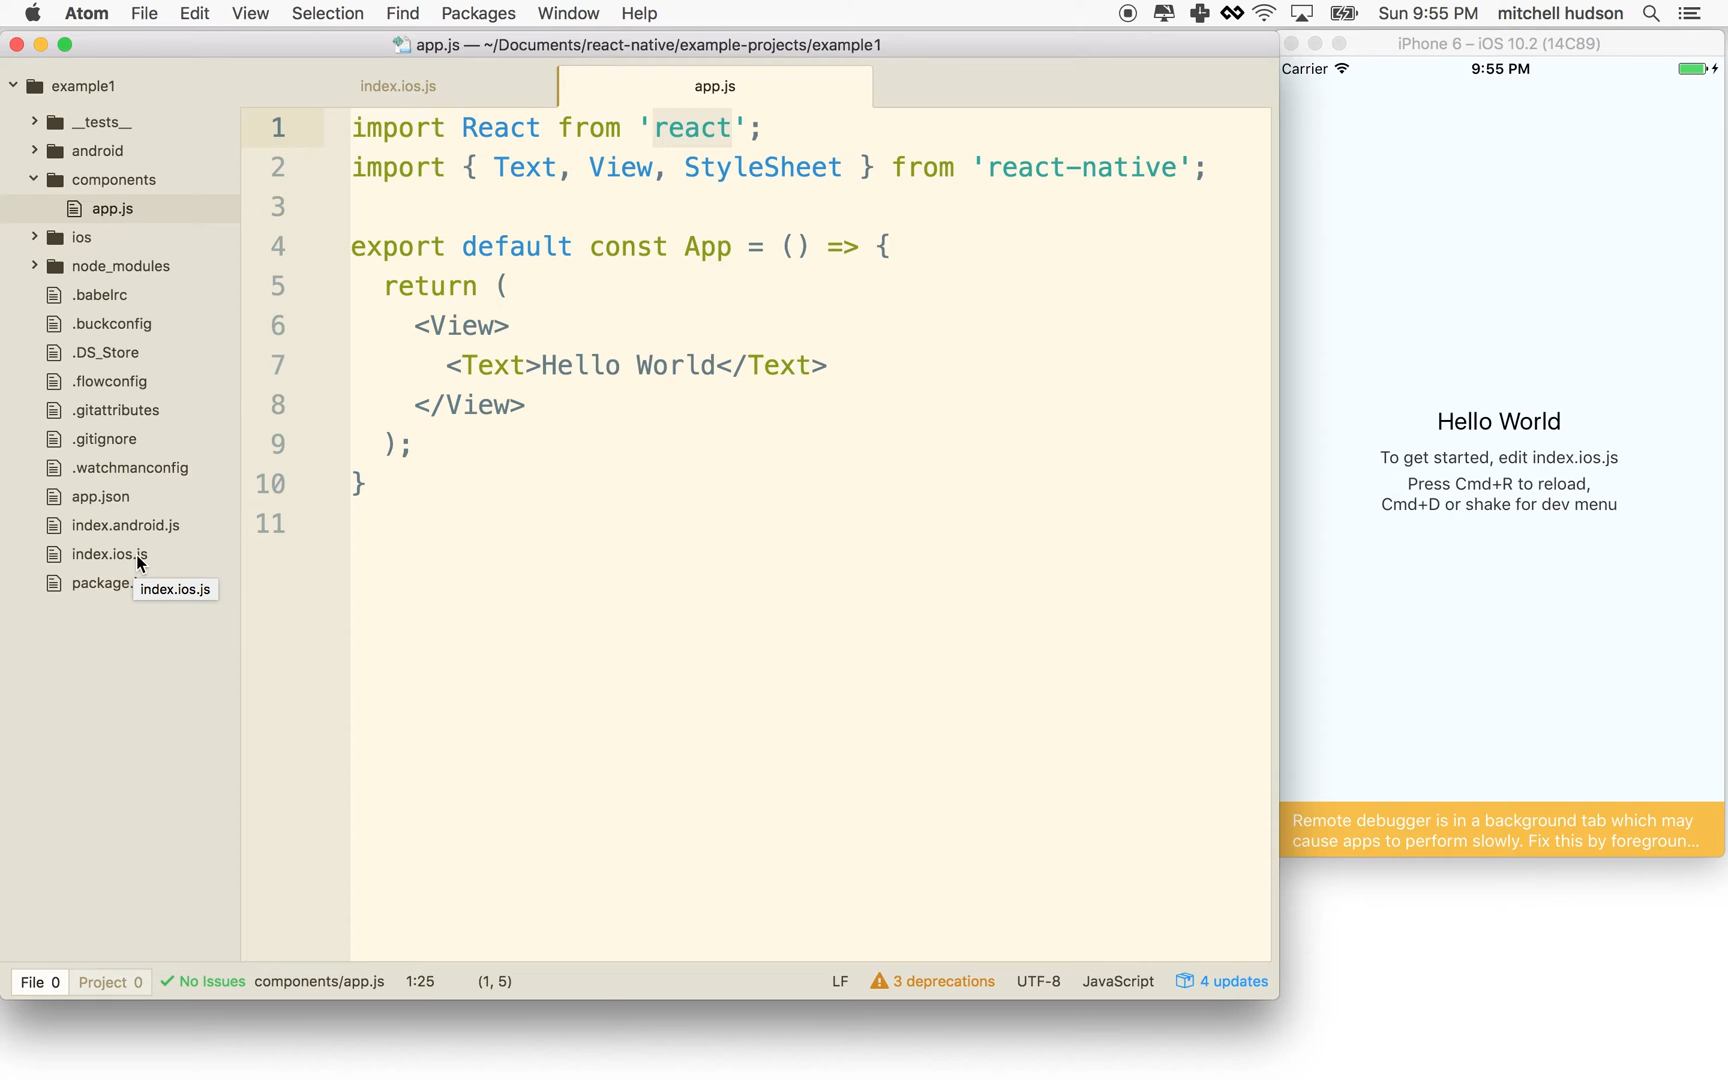 Atom File Edit View Selection Find Packages Window Help Sun 9:55 PM mitchell hudson
app.js — ~/Documents/react-native/example-projects/example1
iPhone 6 – iOS 10.2 (14C89)
Carrier 9:55 PM
example1
__tests__
android
components
app.js
ios
node_modules
.babelrc
.buckconfig
.DS_Store
.flowconfig
.gitattributes
.gitignore
.watchmanconfig
app.json
index.android.js
index.ios.js
package.
index.ios.js
index.ios.js app.js
1 import React from 'react';
2 import { Text, View, StyleSheet } from 'react-native';
3
4 export default const App = () => {
5 return (
6 <View>
7 <Text>Hello World</Text>
8 </View>
9 );
10 }
11
Hello World
To get started, edit index.ios.js
Press Cmd+R to reload,
Cmd+D or shake for dev menu
Remote debugger is in a background tab which may
cause apps to perform slowly. Fix this by foregroun...
File 0 Project 0 No Issues components/app.js 1:25 (1, 5) LF 3 deprecations UTF-8 JavaScript 4 updates